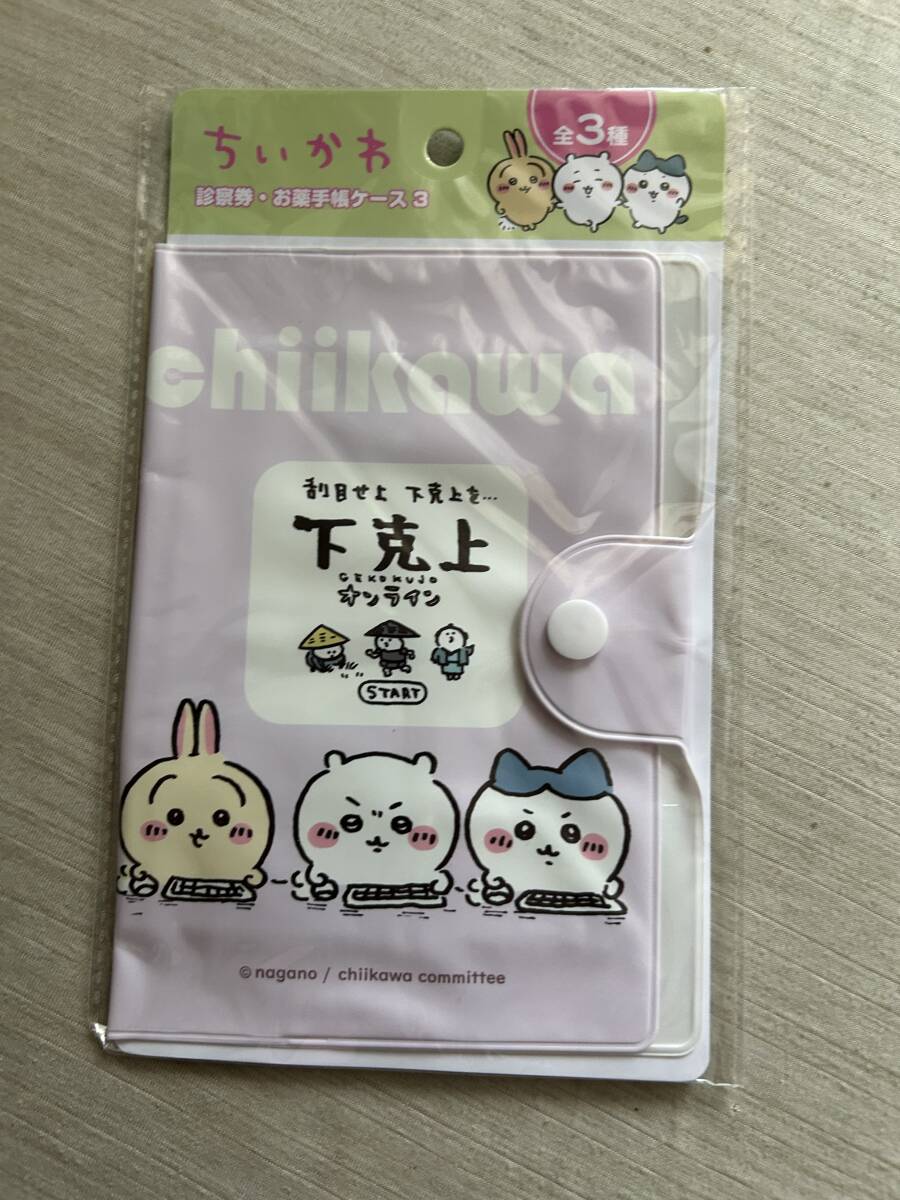 ちいかわ
全3種
診察券・お薬手帳ケース 3
chiikawa
刮目せよ 下克上を…
下克上
GEKOKUJO
オンライン
START
© nagano / chiikawa committee